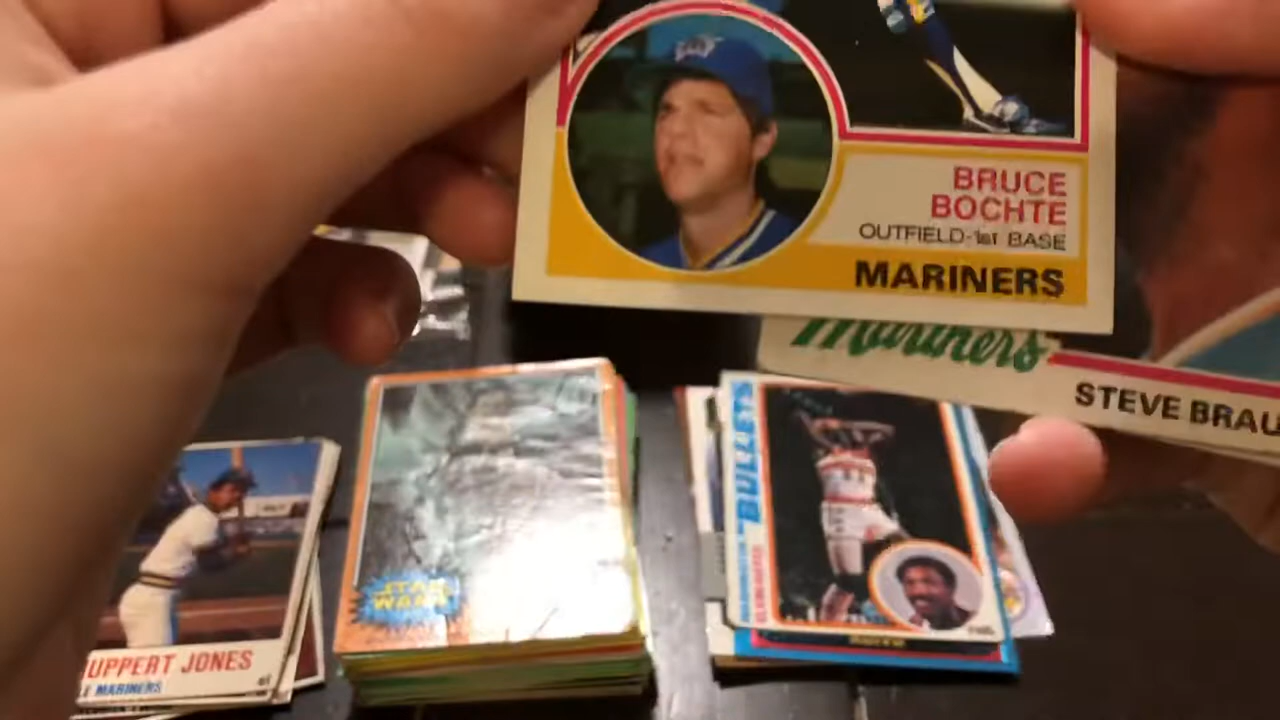 BRUCE
BOCHTE
OUTFIELD-1st BASE
MARINERS
Mariners
STEVE BRAU
BULLETS
STAR
WARS
UPPERT JONES
E MARINERS